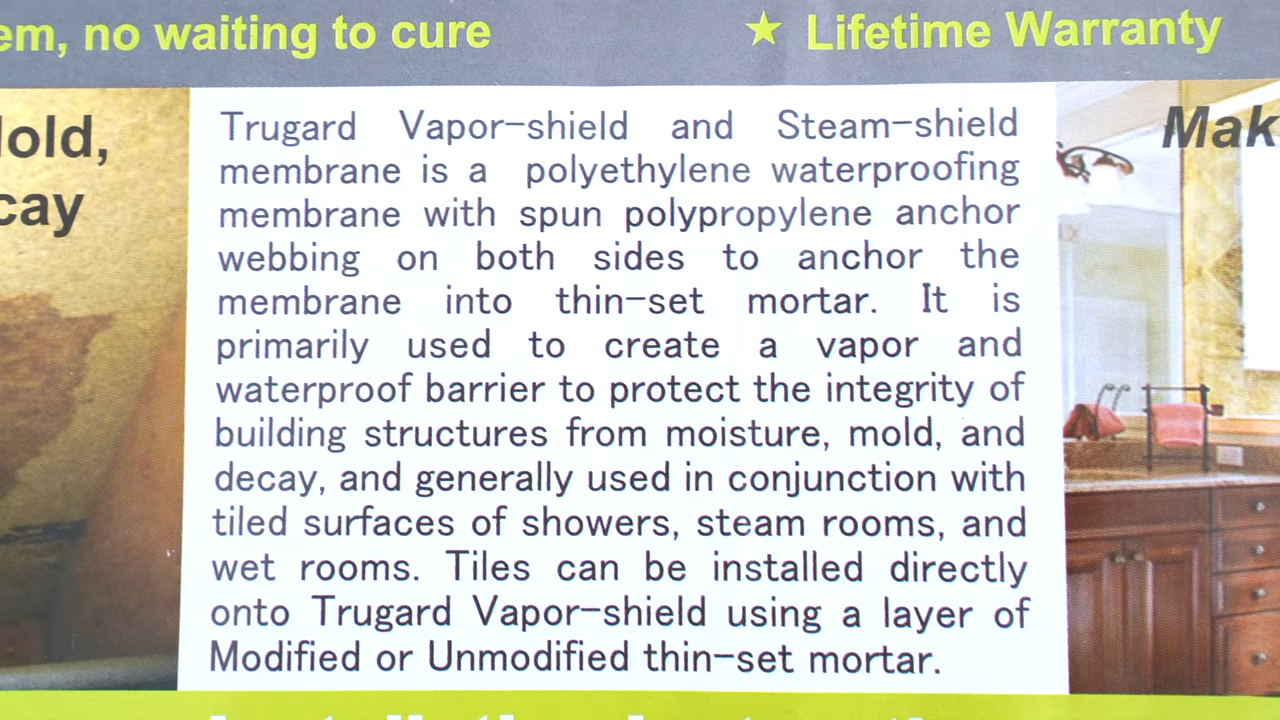 em, no waiting to cure
★ Lifetime Warranty
old,
cay
Trugard Vapor-shield and Steam-shield
membrane is a polyethylene waterproofing
membrane with spun polypropylene anchor
webbing on both sides to anchor the
membrane into thin-set mortar. It is
primarily used to create a vapor and
waterproof barrier to protect the integrity of
building structures from moisture, mold, and
decay, and generally used in conjunction with
tiled surfaces of showers, steam rooms, and
wet rooms. Tiles can be installed directly
onto Trugard Vapor-shield using a layer of
Modified or Unmodified thin-set mortar.
Mak